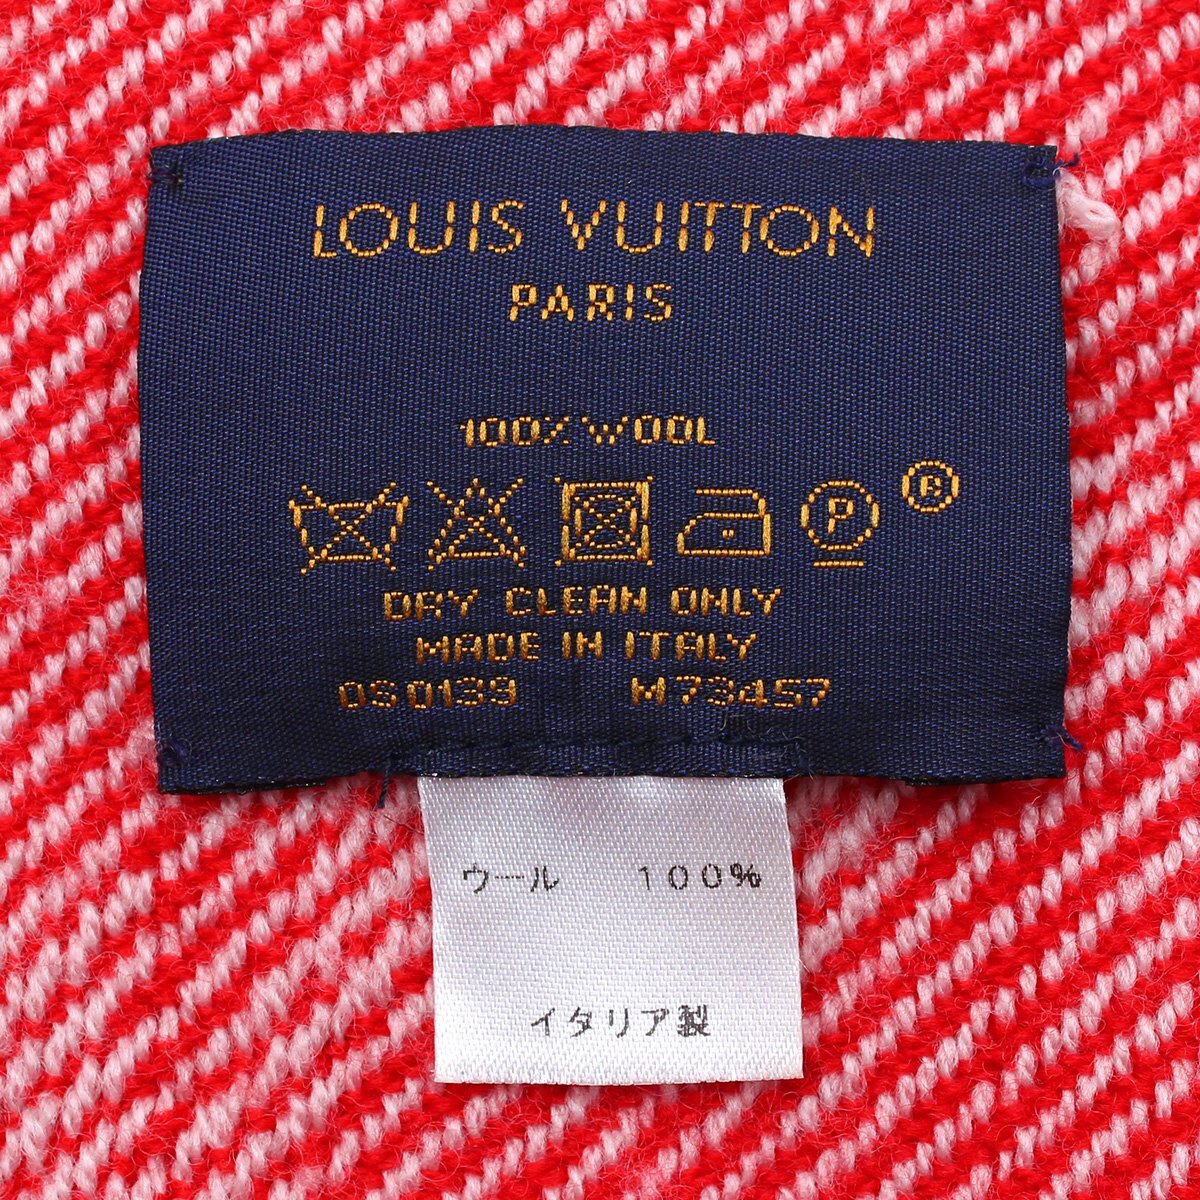 LOUIS VUITTON
PARIS
100% WOOL
P ®
DRY CLEAN ONLY
MADE IN ITALY
OS0139 M73457
ウール 100%
イタリア製